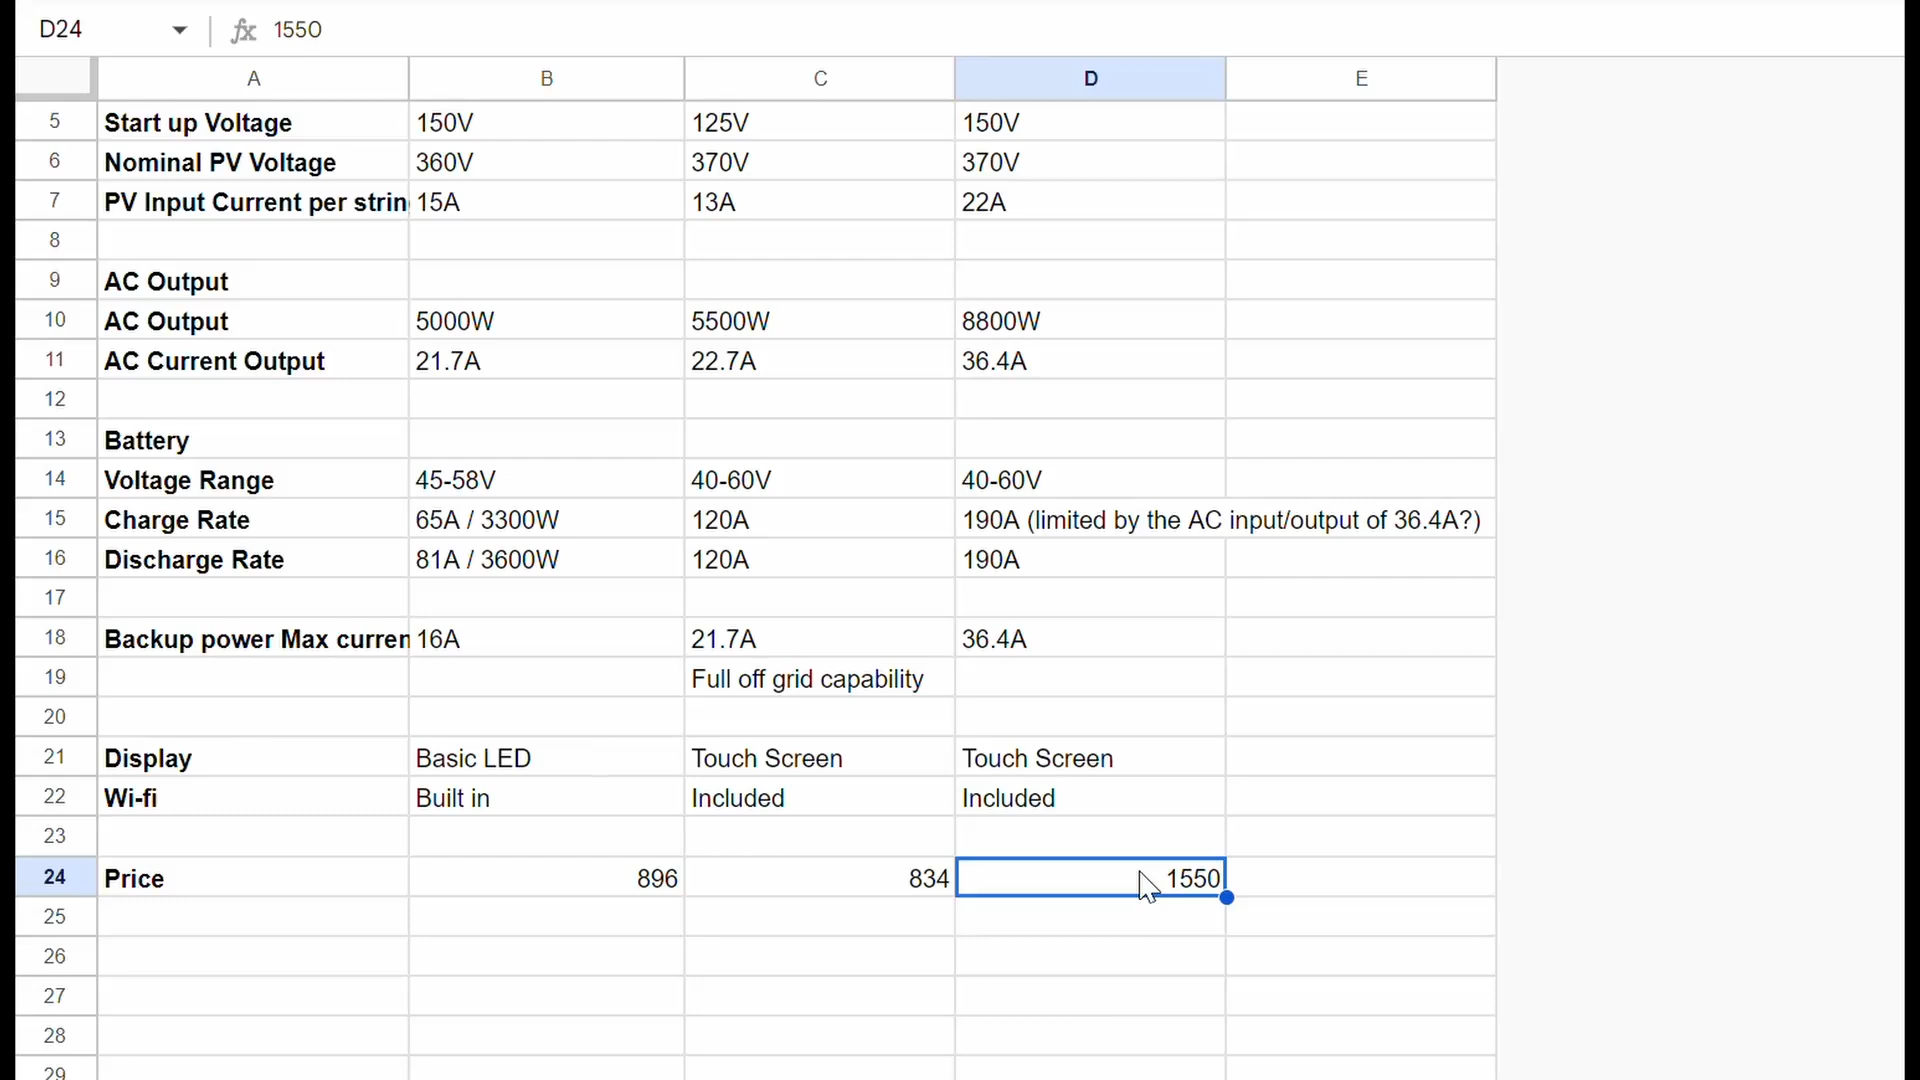 D24 fx 1550
A B C D E
5 Start up Voltage 150V 125V 150V
6 Nominal PV Voltage 360V 370V 370V
7 PV Input Current per strin 15A 13A 22A
8
9 AC Output
10 AC Output 5000W 5500W 8800W
11 AC Current Output 21.7A 22.7A 36.4A
12
13 Battery
14 Voltage Range 45-58V 40-60V 40-60V
15 Charge Rate 65A / 3300W 120A 190A (limited by the AC input/output of 36.4A?)
16 Discharge Rate 81A / 3600W 120A 190A
17
18 Backup power Max curren 16A 21.7A 36.4A
19 Full off grid capability
20
21 Display Basic LED Touch Screen Touch Screen
22 Wi-fi Built in Included Included
23
24 Price 896 834 1550
25
26
27
28
29